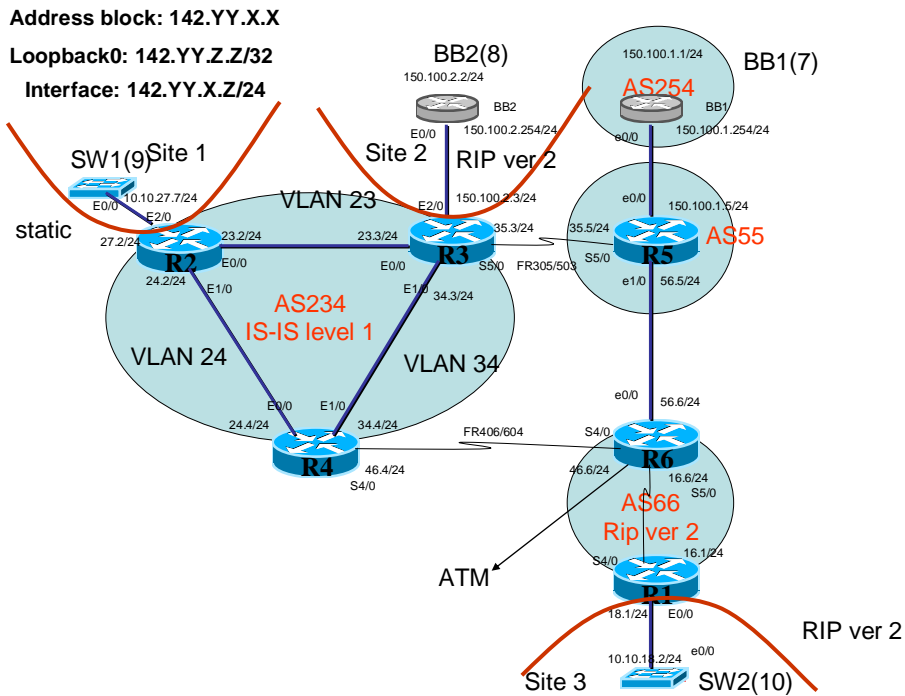 Address block: 142.YY.X.X
Loopback0: 142.YY.Z.Z/32
Interface: 142.YY.X.Z/24
BB2(8)
150.100.2.2/24
BB2
150.100.2.254/24
E0/0
150.100.1.1/24
BB1(7)
AS254
BB1
150.100.1.254/24
e0/0
SW1(9)
Site 1
10.10.27.7/24
E0/0
E2/0
static
27.2/24
Site 2
RIP ver 2
VLAN 23
E2/0
150.100.2.3/24
23.2/24
23.3/24
R2
E0/0
24.2/24
E1/0
35.3/24
R3
E0/0
S5/0
E1/0
34.3/24
FR305/503
e0/0
150.100.1.5/24
AS55
35.5/24
R5
S5/0
e1/0
56.5/24
AS234
IS-IS level 1
VLAN 24
VLAN 34
E0/0
E1/0
24.4/24
34.4/24
R4
46.4/24
S4/0
FR406/604
e0/0
56.6/24
S4/0
R6
46.6/24
16.6/24
S5/0
AS66
Rip ver 2
ATM
S4/0
16.1/24
R1
18.1/24
E0/0
RIP ver 2
e0/0
10.10.18.2/24
Site 3
SW2(10)